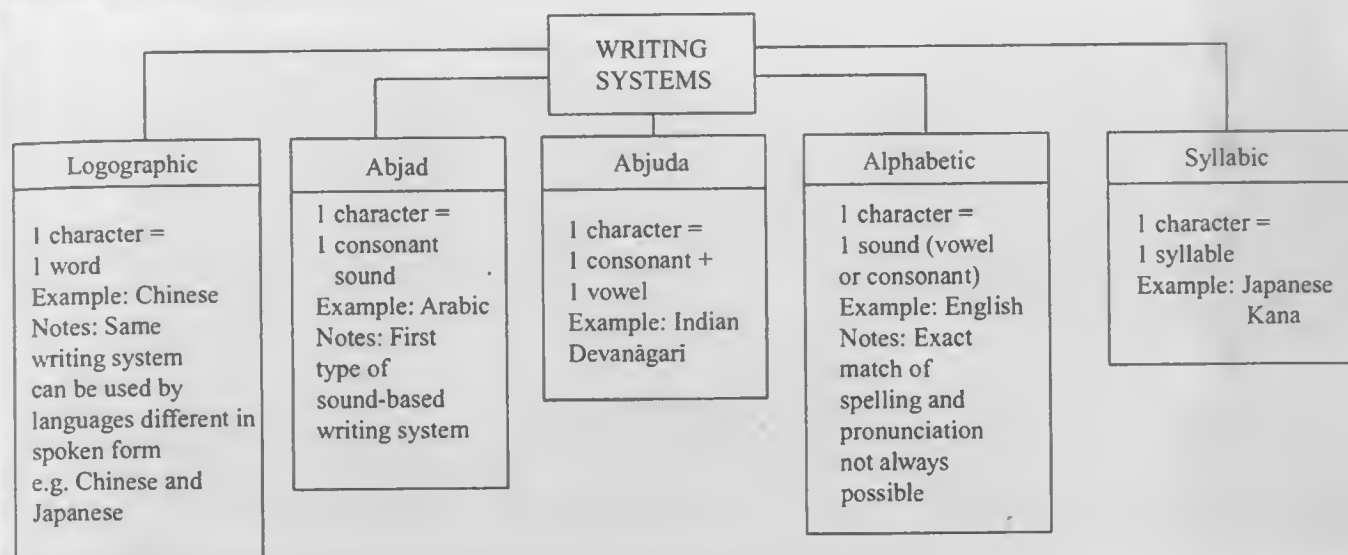 WRITING
SYSTEMS
Logographic
1 character =
1 word
Example: Chinese
Notes: Same
writing system
can be used by
languages different in
spoken form
e.g. Chinese and
Japanese
Abjad
1 character =
1 consonant
sound
Example: Arabic
Notes: First
type of
sound-based
writing system
Abjuda
1 character =
1 consonant +
1 vowel
Example: Indian
Devanāgari
Alphabetic
1 character =
1 sound (vowel
or consonant)
Example: English
Notes: Exact
match of
spelling and
pronunciation
not always
possible
Syllabic
1 character =
1 syllable
Example: Japanese
Kana